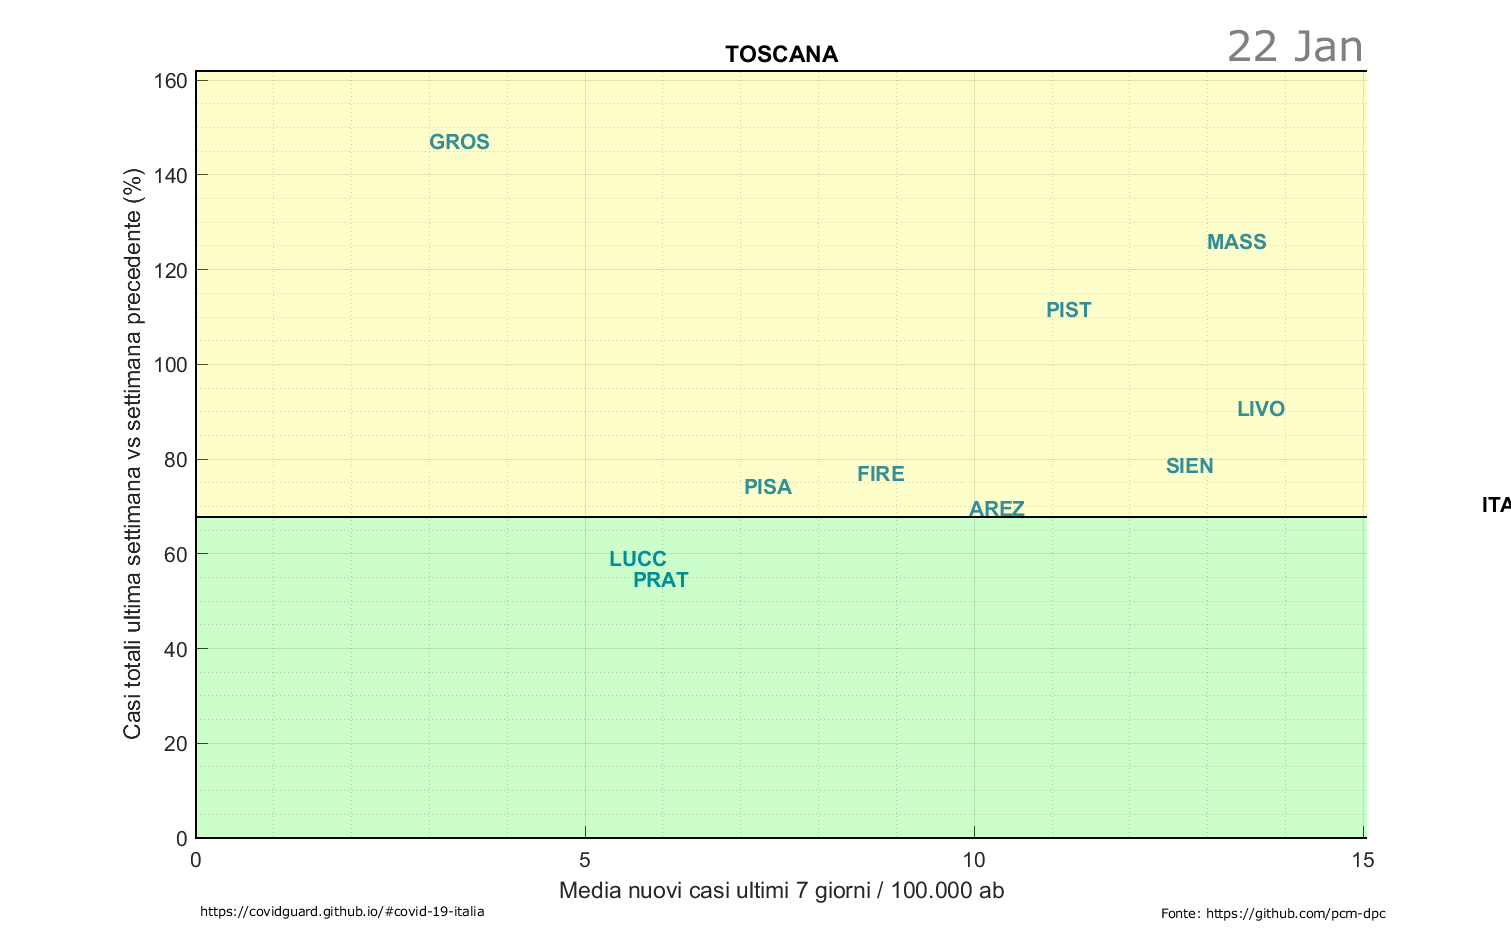 22 Jan
TOSCANA
160
140
120
100
80
60
40
20
0
Casi totali ultima settimana vs settimana precedente (%)
GROS
MASS
PIST
LIVO
SIEN
FIRE
PISA
AREZ
ITA
LUCC
PRAT
0
5
10
15
Media nuovi casi ultimi 7 giorni / 100.000 ab
https://covidguard.github.io/#covid-19-italia
Fonte: https://github.com/pcm-dpc